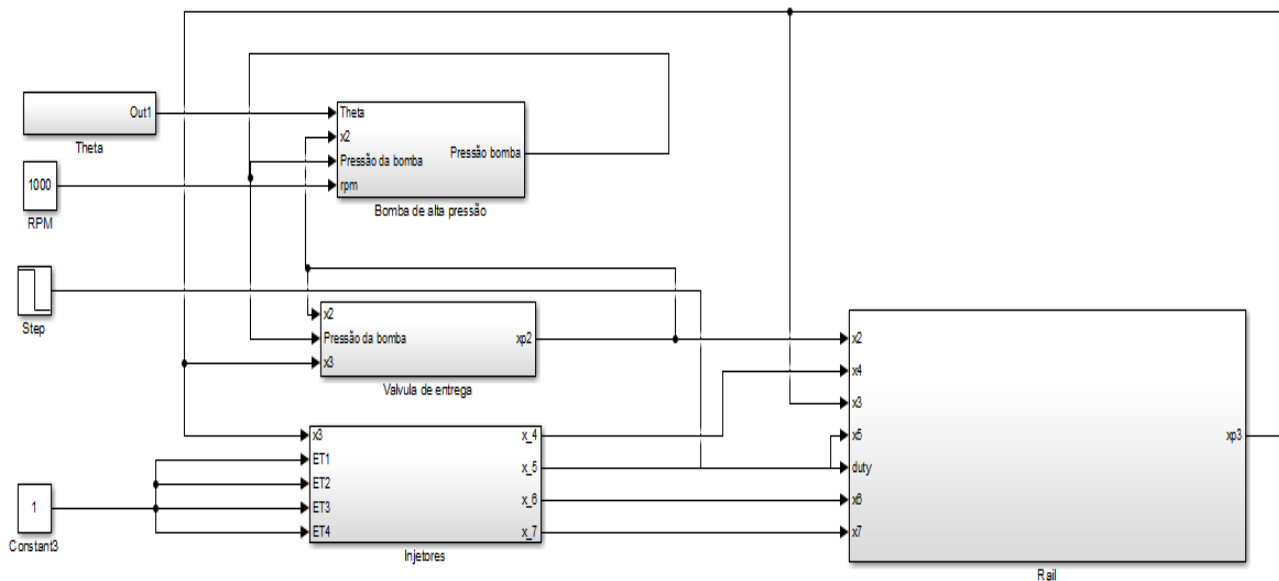 Out1
Theta
1000
RPM
Step
1
Constant3
Theta
x2
Pressão da bomba
rpm
Pressão bomba
Bomba de alta pressão
x2
Pressão da bomba
x3
xp2
Valvula de entrega
x3
ET1
ET2
ET3
ET4
x_4
x_5
x_6
x_7
Injetores
x2
x4
x3
x5
duty
x6
x7
xp3
Rail